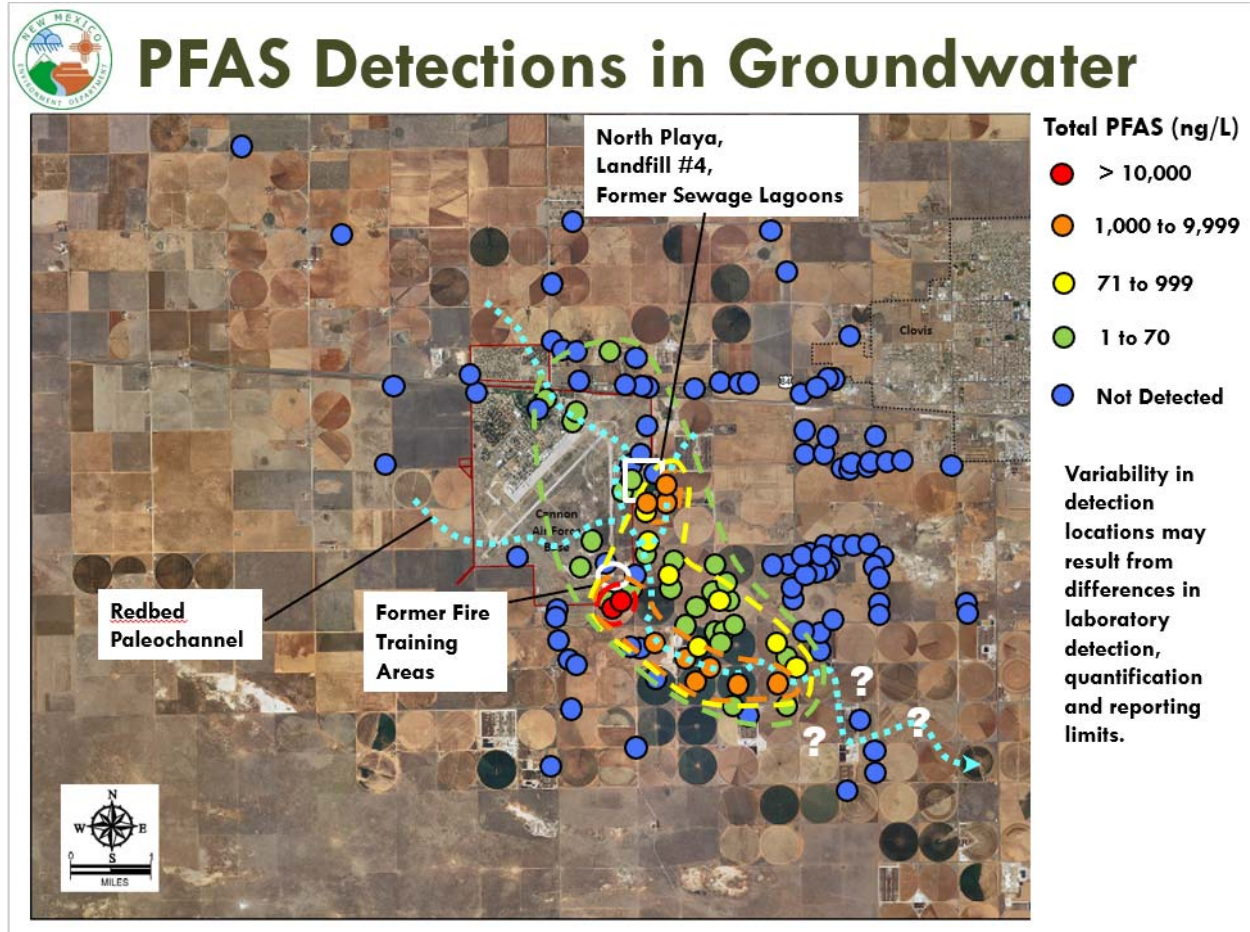 NEW MEXICO
ENVIRONMENT DEPARTMENT
PFAS Detections in Groundwater
North Playa,
Landfill #4,
Former Sewage Lagoons
Total PFAS (ng/L)
> 10,000
1,000 to 9,999
71 to 999
1 to 70
Not Detected
Variability in
detection
locations may
result from
differences in
laboratory
detection,
quantification
and reporting
limits.
Clovis
Cannon
Air Force
Base
Redbed
Paleochannel
Former Fire
Training
Areas
?
?
?
N
W E
S
0 1
MILES